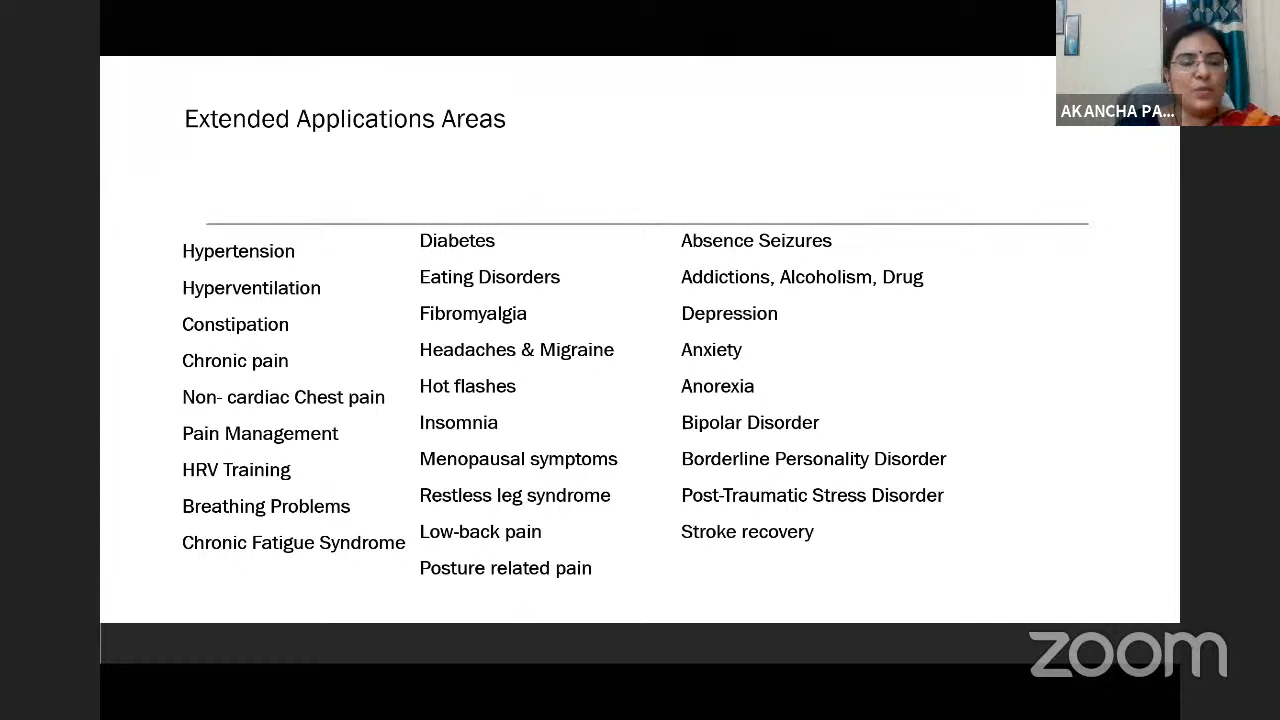 Extended Applications Areas
AKANCHA PA...
Hypertension
Hyperventilation
Constipation
Chronic pain
Non- cardiac Chest pain
Pain Management
HRV Training
Breathing Problems
Chronic Fatigue Syndrome
Diabetes
Eating Disorders
Fibromyalgia
Headaches & Migraine
Hot flashes
Insomnia
Menopausal symptoms
Restless leg syndrome
Low-back pain
Posture related pain
Absence Seizures
Addictions, Alcoholism, Drug
Depression
Anxiety
Anorexia
Bipolar Disorder
Borderline Personality Disorder
Post-Traumatic Stress Disorder
Stroke recovery
zoom